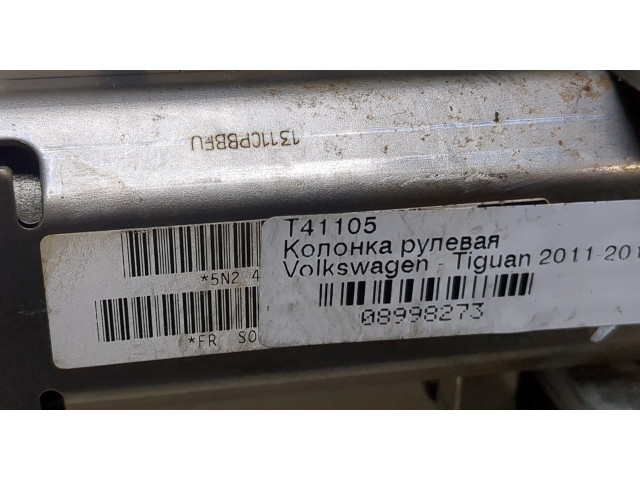 1311CPBBFU
T41105
Колонка рулевая
Volkswagen - Tiguan 2011-201
08998273
*5N2 4
*FR SO